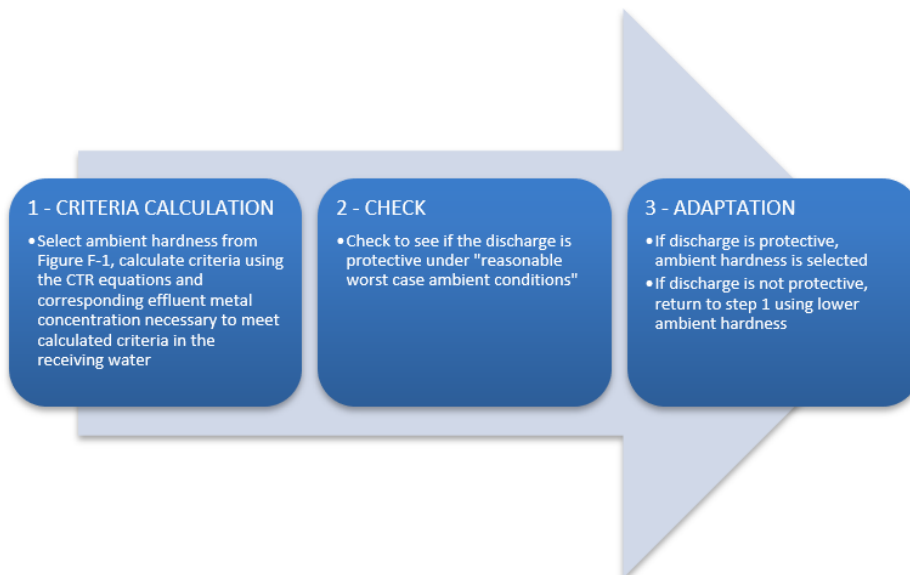 1 - CRITERIA CALCULATION
•Select ambient hardness from
Figure F-1, calculate criteria using
the CTR equations and
corresponding effluent metal
concentration necessary to meet
calculated criteria in the
receiving water
2 - CHECK
•Check to see if the discharge is
protective under "reasonable
worst case ambient conditions"
3 - ADAPTATION
•If discharge is protective,
ambient hardness is selected
•If discharge is not protective,
return to step 1 using lower
ambient hardness